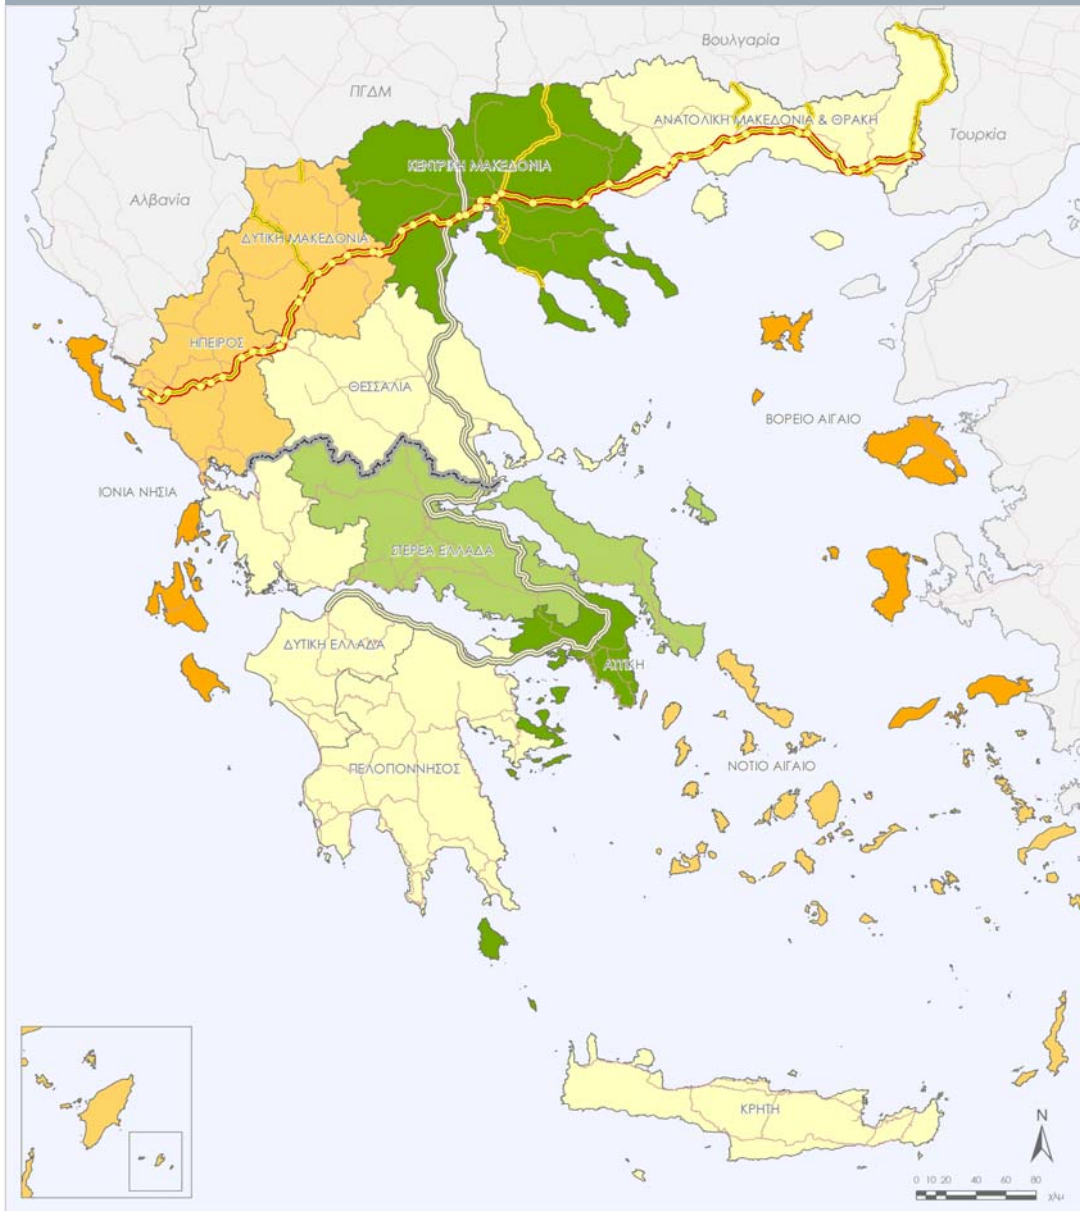 Βουλγαρία
ΠΓΔΜ
ΑΝΑΤΟΛΙΚΗ ΜΑΚΕΔΟΝΙΑ & ΘΡΑΚΗ
Τουρκία
ΚΕΝΤΡΙΚΗ ΜΑΚΕΔΟΝΙΑ
Αλβανία
ΔΥΤΙΚΗ ΜΑΚΕΔΟΝΙΑ
ΗΠΕΙΡΟΣ
ΘΕΣΣΑΛΙΑ
ΒΟΡΕΙΟ ΑΙΓΑΙΟ
ΙΟΝΙΑ ΝΗΣΙΑ
ΣΤΕΡΕΑ ΕΛΛΑΔΑ
ΔΥΤΙΚΗ ΕΛΛΑΔΑ
ΑΤΤΙΚΗ
ΝΟΤΙΟ ΑΙΓΑΙΟ
ΠΕΛΟΠΟΝΝΗΣΟΣ
ΚΡΗΤΗ
N
0 10 20 40 60 80
χλμ